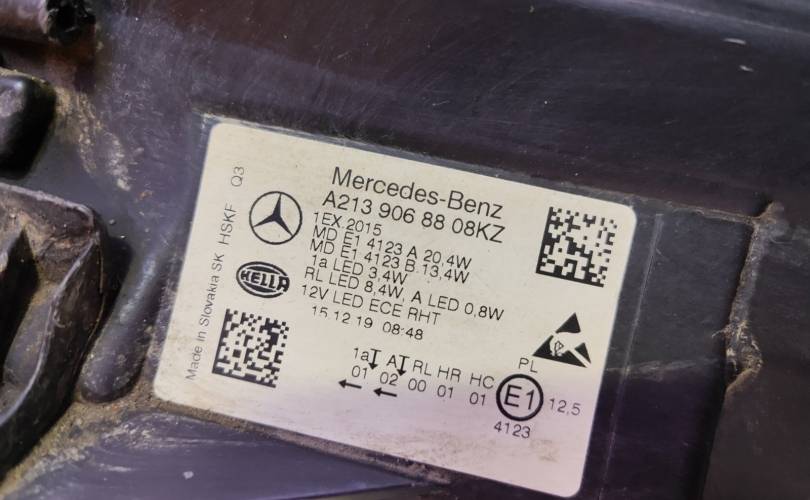 Mercedes-Benz
A213 906 88 08KZ
1EX.2015
MD E1 4123 A 20,4W
MD E1 4123 B 13,4W
1a LED 3,4W
RL LED 8,4W, A LED 0,8W
12V LED ECE RHT
15.12.19 08:48
HELLA
Made in Slovakia SK HSKF Q3
1a A RL HR HC PL
01 02 00 01 01 E1 12,5
4123